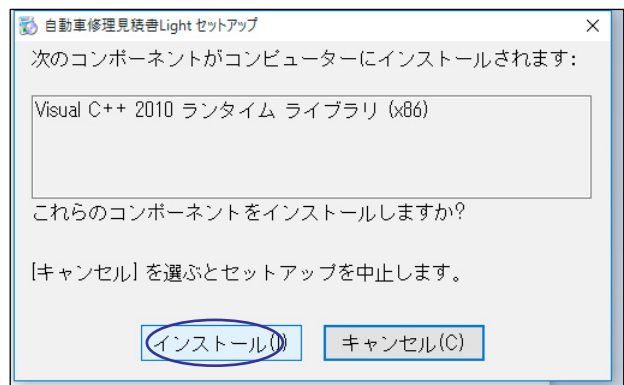 自動車修理見積書Light セットアップ
次のコンポーネントがコンピューターにインストールされます:
Visual C++ 2010 ランタイム ライブラリ (x86)
これらのコンポーネントをインストールしますか?
[キャンセル] を選ぶとセットアップを中止します。
インストール(I) キャンセル(C)